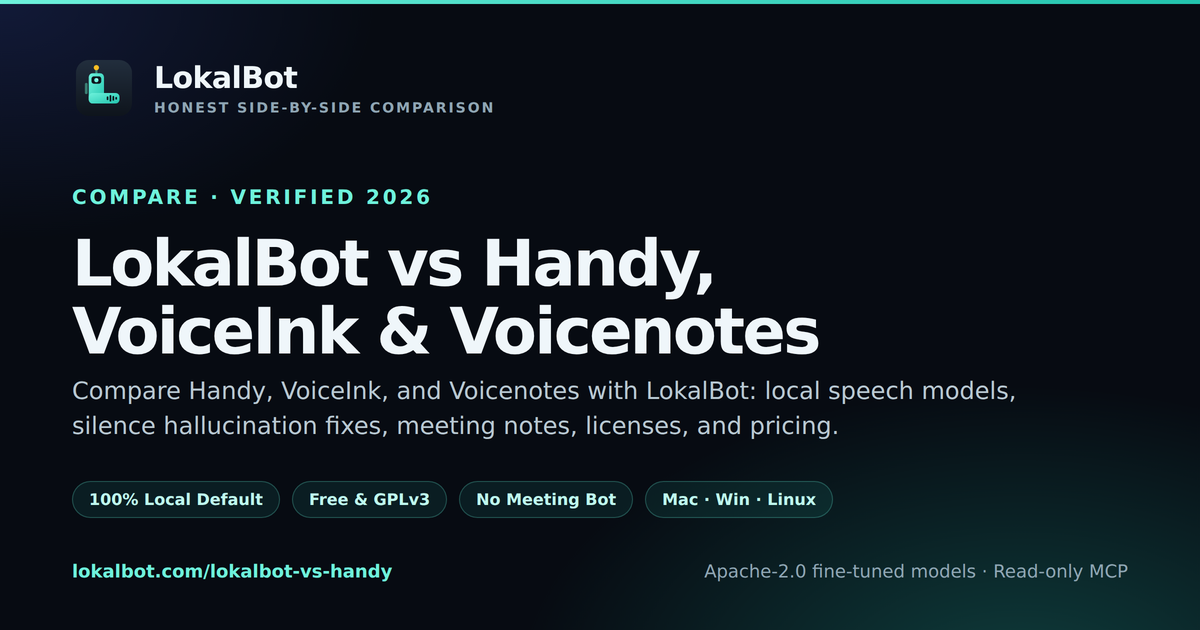 LokalBot
HONEST SIDE-BY-SIDE COMPARISON
COMPARE · VERIFIED 2026
LokalBot vs Handy,
VoiceInk & Voicenotes
Compare Handy, VoiceInk, and Voicenotes with LokalBot: local speech models,
silence hallucination fixes, meeting notes, licenses, and pricing.
100% Local Default
Free & GPLv3
No Meeting Bot
Mac · Win · Linux
lokalbot.com/lokalbot-vs-handy
Apache-2.0 fine-tuned models · Read-only MCP